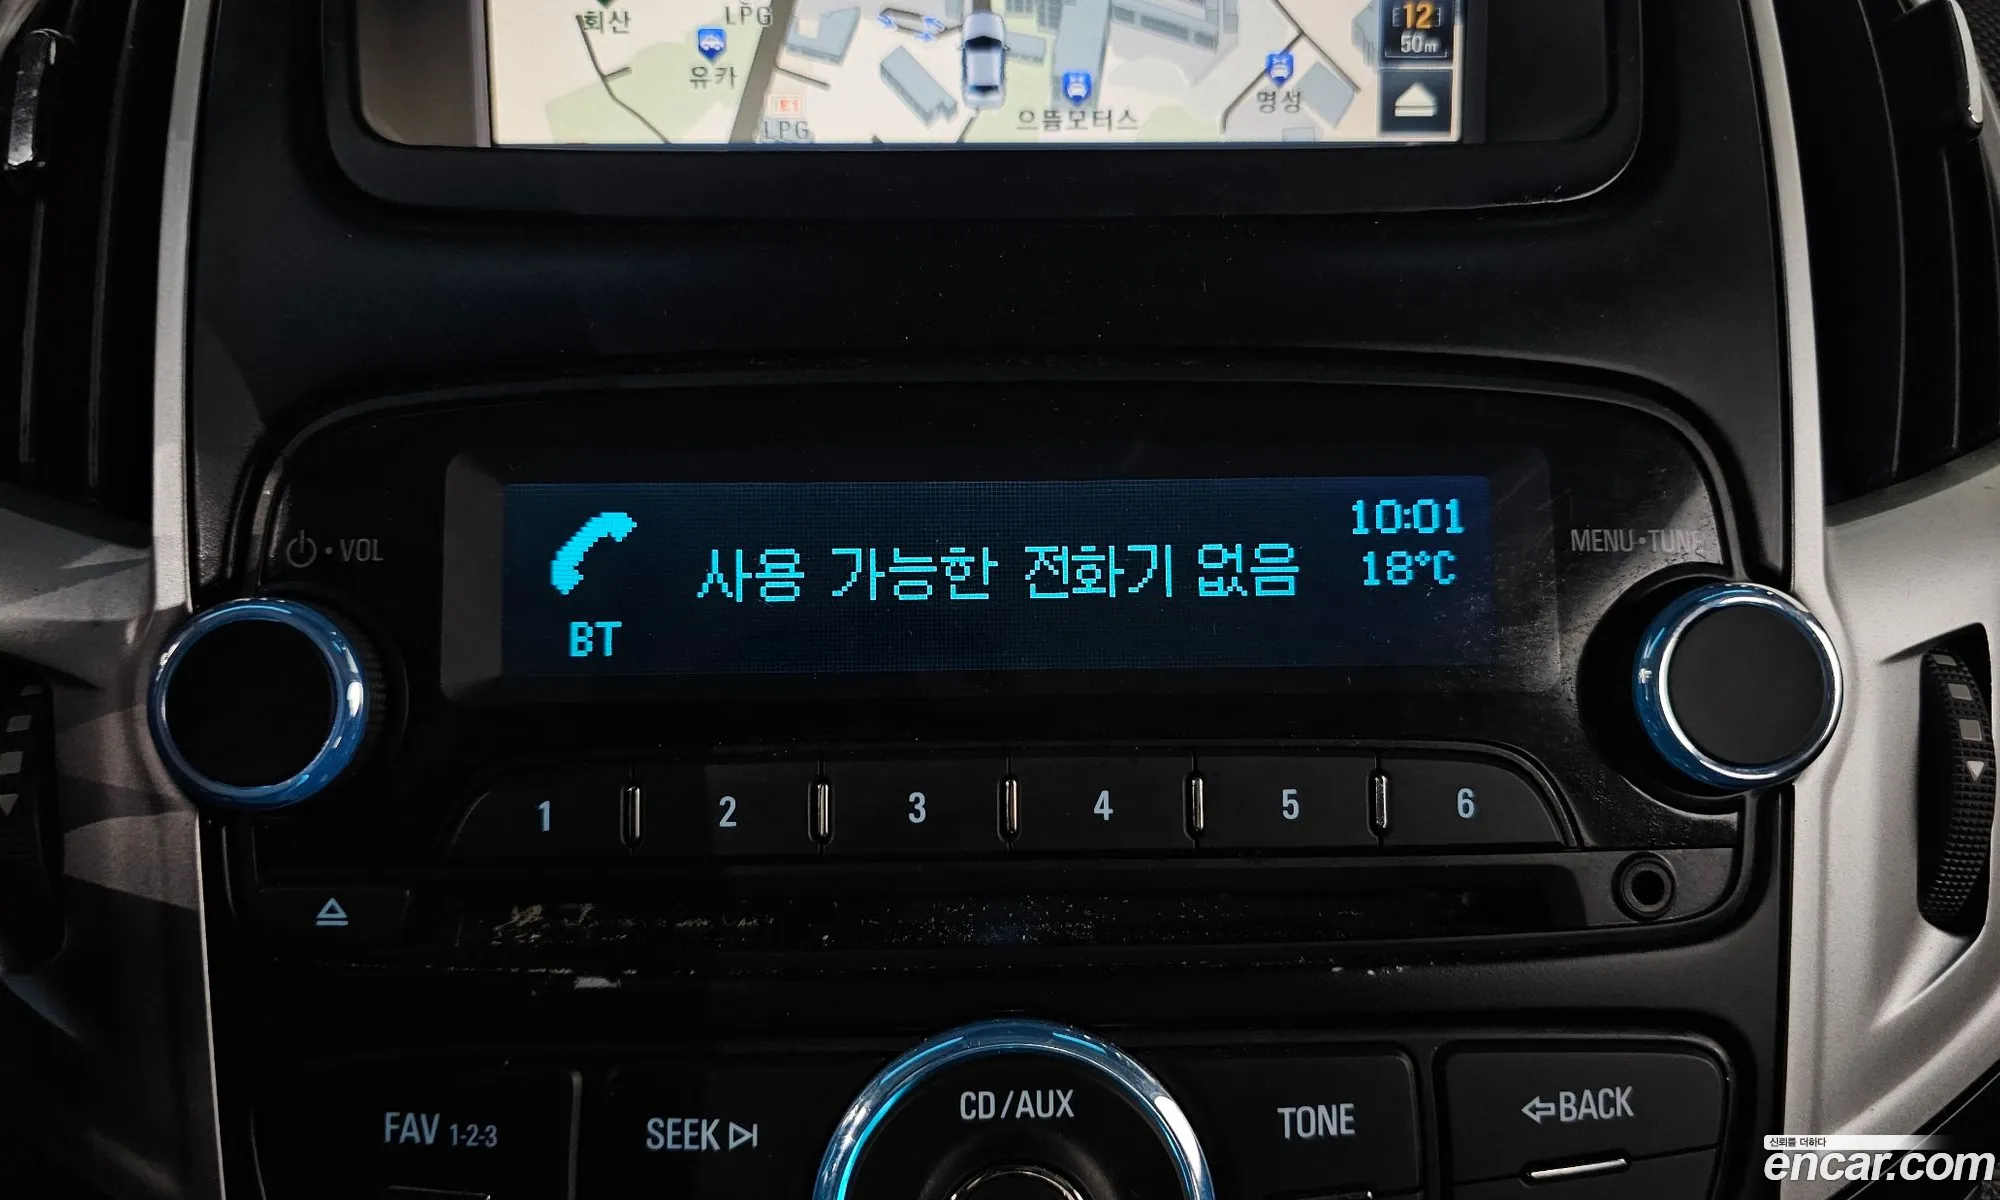 회산
LPG
유카
E1
LPG
으뜸모터스
명성
12
50m
VOL
사용 가능한 전화기 없음
10:01
18°C
BT
MENU•TUNE
1
2
3
4
5
6
FAV 1-2-3
SEEK
CD/AUX
TONE
BACK
신뢰를 더하다
encar.com